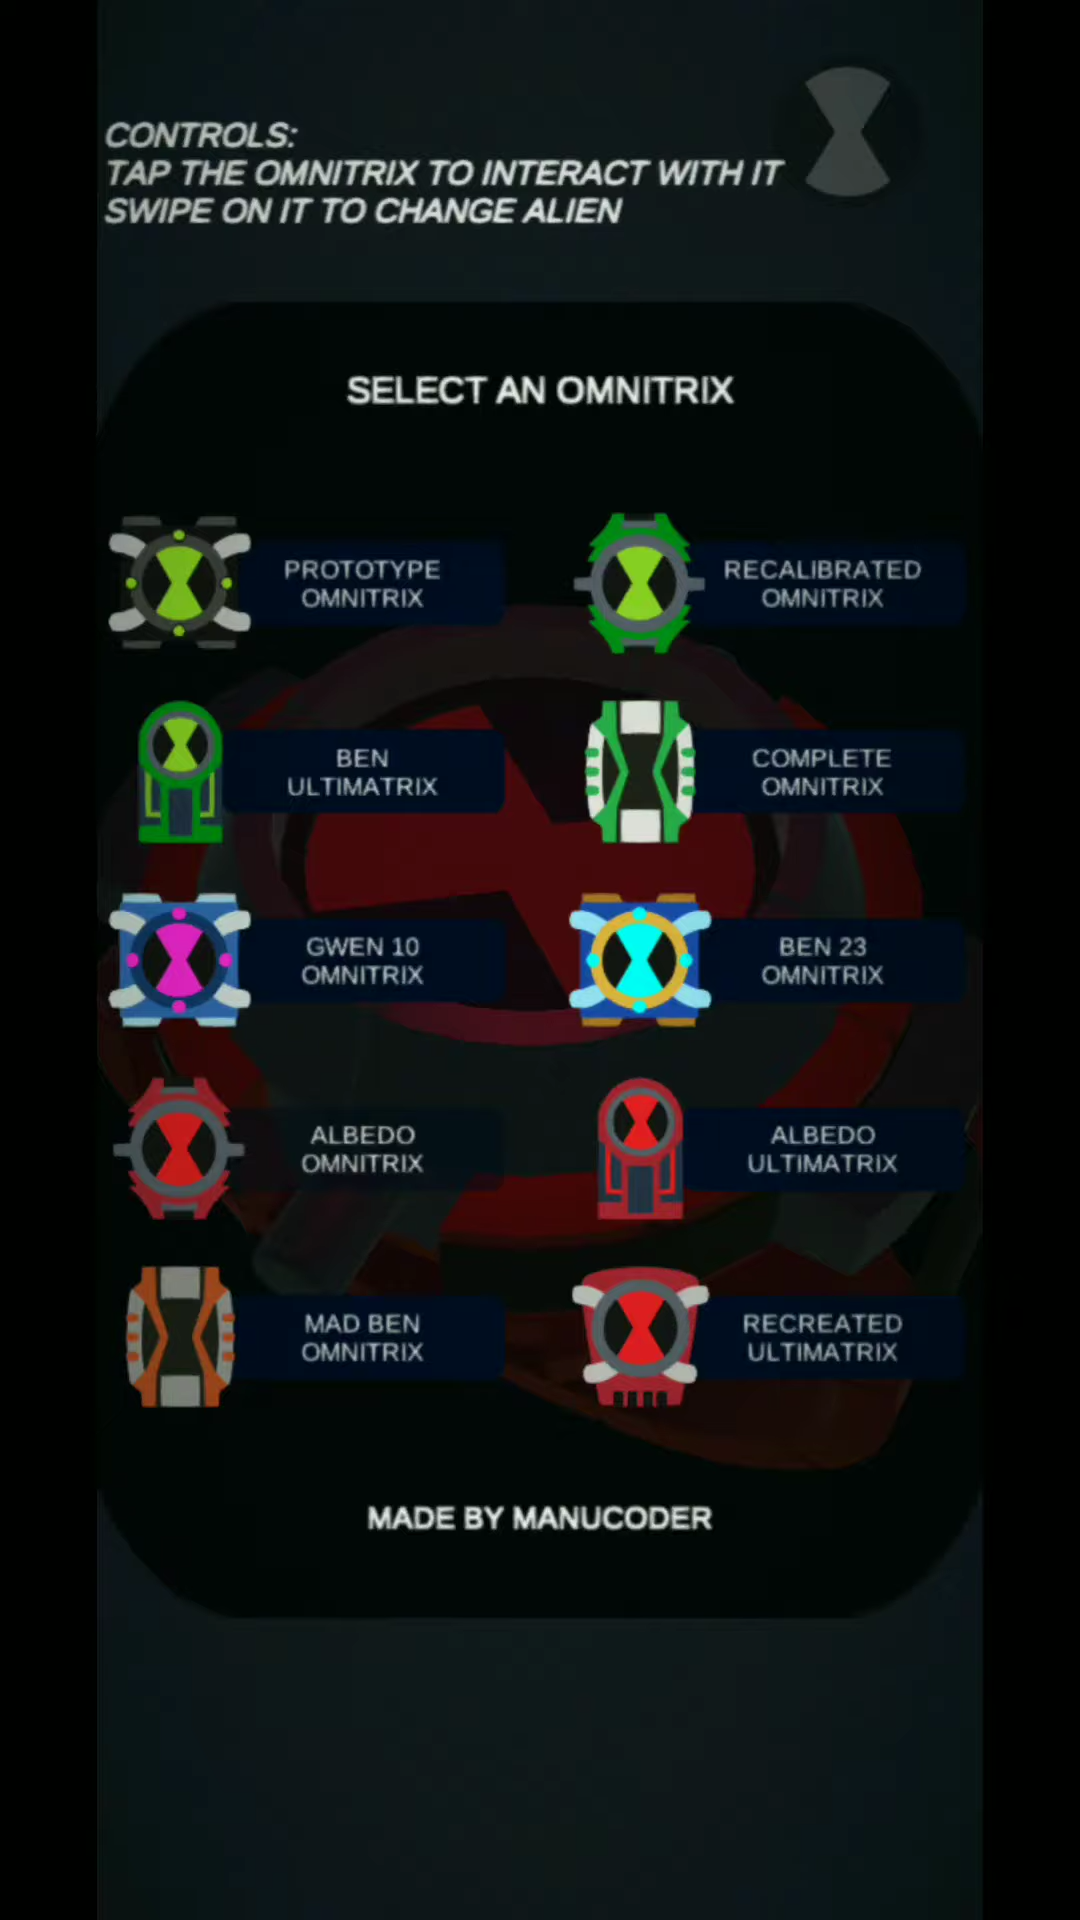 CONTROLS:
TAP THE OMNITRIX TO INTERACT WITH IT
SWIPE ON IT TO CHANGE ALIEN
SELECT AN OMNITRIX
PROTOTYPE
OMNITRIX
RECALIBRATED
OMNITRIX
BEN
ULTIMATRIX
COMPLETE
OMNITRIX
GWEN 10
OMNITRIX
BEN 23
OMNITRIX
ALBEDO
OMNITRIX
ALBEDO
ULTIMATRIX
MAD BEN
OMNITRIX
RECREATED
ULTIMATRIX
MADE BY MANUCODER